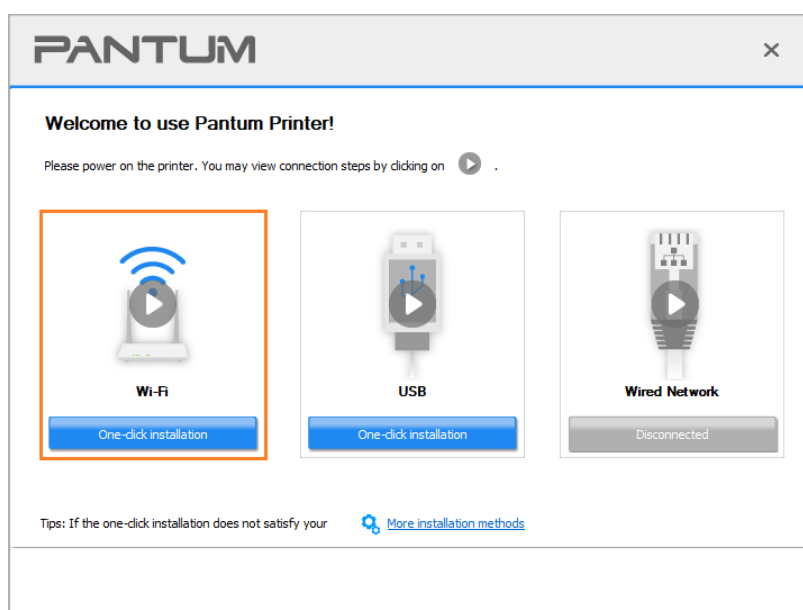 PANTUM
Welcome to use Pantum Printer!
Please power on the printer. You may view connection steps by clicking on .
Wi-Fi
USB
Wired Network
One-click installation
One-click installation
Disconnected
Tips: If the one-click installation does not satisfy your
More installation methods